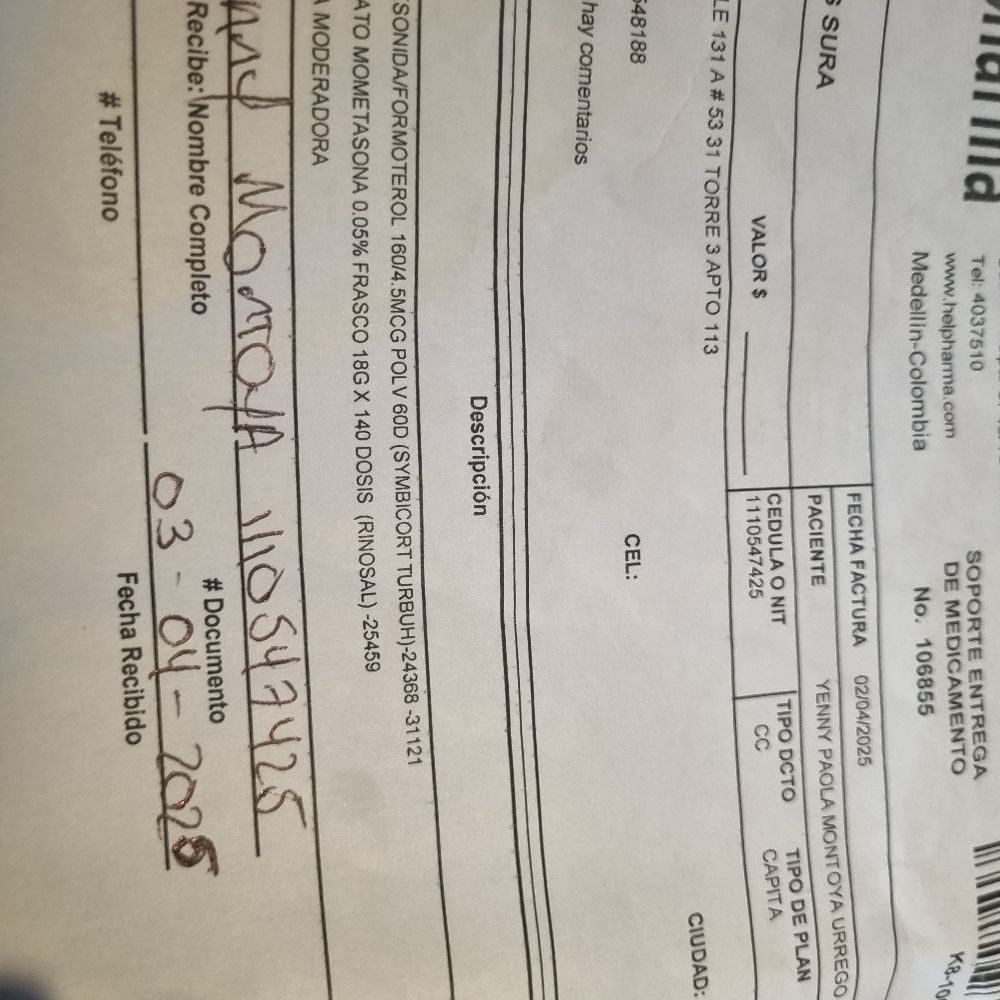 Tel: 4037510
www.helpharma.com
Medellin-Colombia
SOPORTE ENTREGA
DE MEDICAMENTO
No. 106855
K8-10
SURA
FECHA FACTURA 02/04/2025
PACIENTE YENNY PAOLA MONTOYA URREGO
VALOR $
CEDULA O NIT
1110547425
TIPO DCTO
CC
TIPO DE PLAN
CAPITA
LE 131 A # 53 31 TORRE 3 APTO 113
CIUDAD:
548188
CEL:
hay comentarios
Descripción
SONIDA/FORMOTEROL 160/4.5MCG POLV 60D (SYMBICORT TURBUH)-24368 -31121
ATO MOMETASONA 0.05% FRASCO 18G X 140 DOSIS (RINOSAL) -25459
A MODERADORA
MONTOYA 1110547425
Recibe: Nombre Completo
# Documento
03-04-2025
# Teléfono
Fecha Recibido